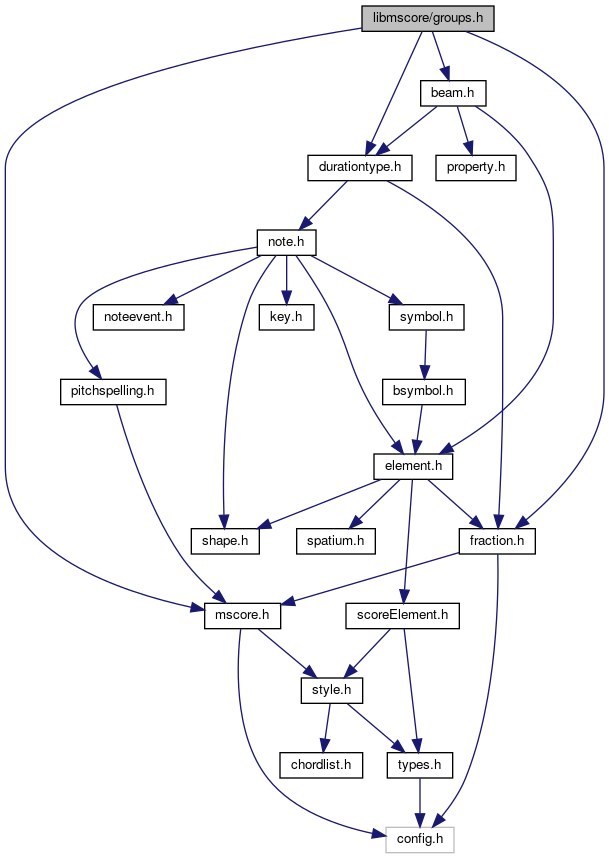 libmscore/groups.h
beam.h
durationtype.h
property.h
note.h
noteevent.h
key.h
symbol.h
pitchspelling.h
bsymbol.h
element.h
shape.h
spatium.h
fraction.h
mscore.h
scoreElement.h
style.h
chordlist.h
types.h
config.h